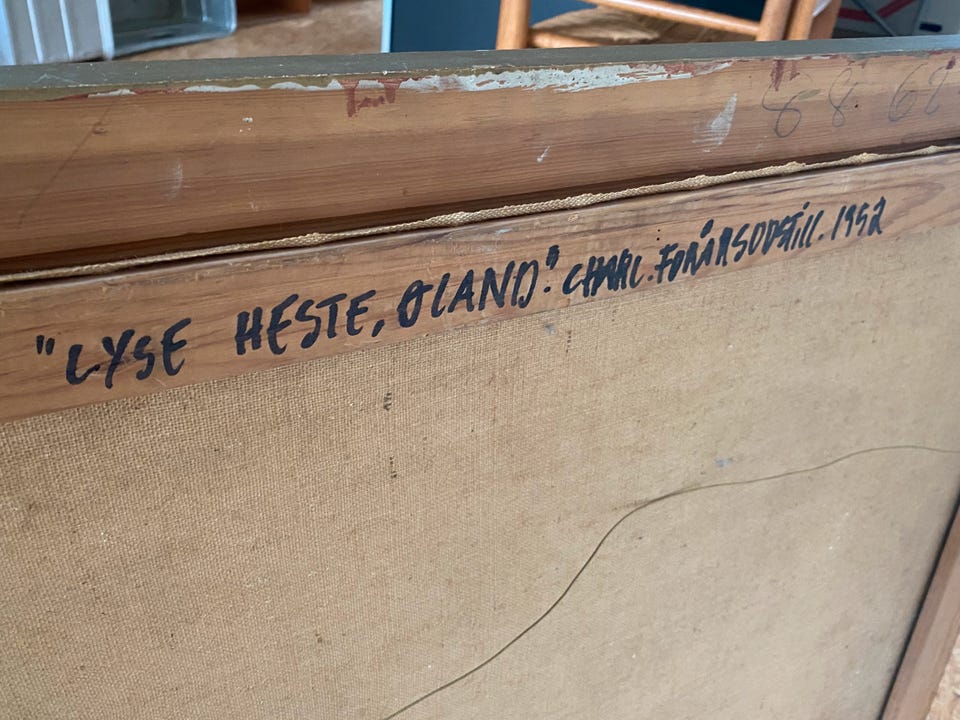 "LYSE HESTE, ØLAND". CHARL. FORÅRSUDSTILL. 1952